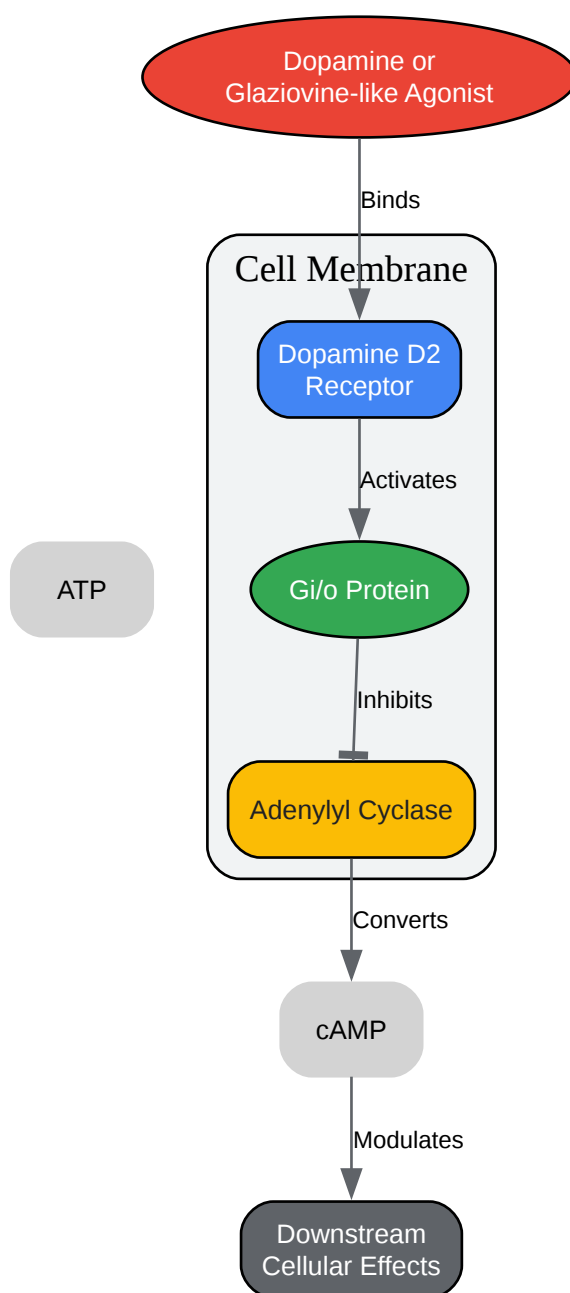 Dopamine or
Glaziovine-like Agonist
Binds
Cell Membrane
Dopamine D2
Receptor
Activates
ATP
Gi/o Protein
Inhibits
Adenylyl Cyclase
Converts
cAMP
Modulates
Downstream
Cellular Effects